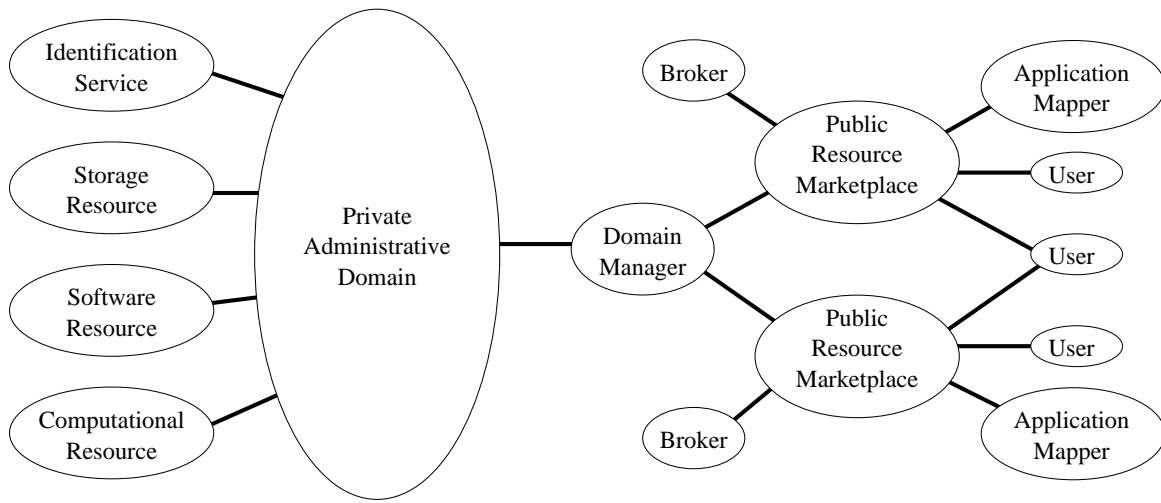 Identification
Service
Storage
Resource
Software
Resource
Computational
Resource
Private
Administrative
Domain
Domain
Manager
Broker
Public
Resource
Marketplace
Application
Mapper
User
User
Public
Resource
Marketplace
User
Broker
Application
Mapper